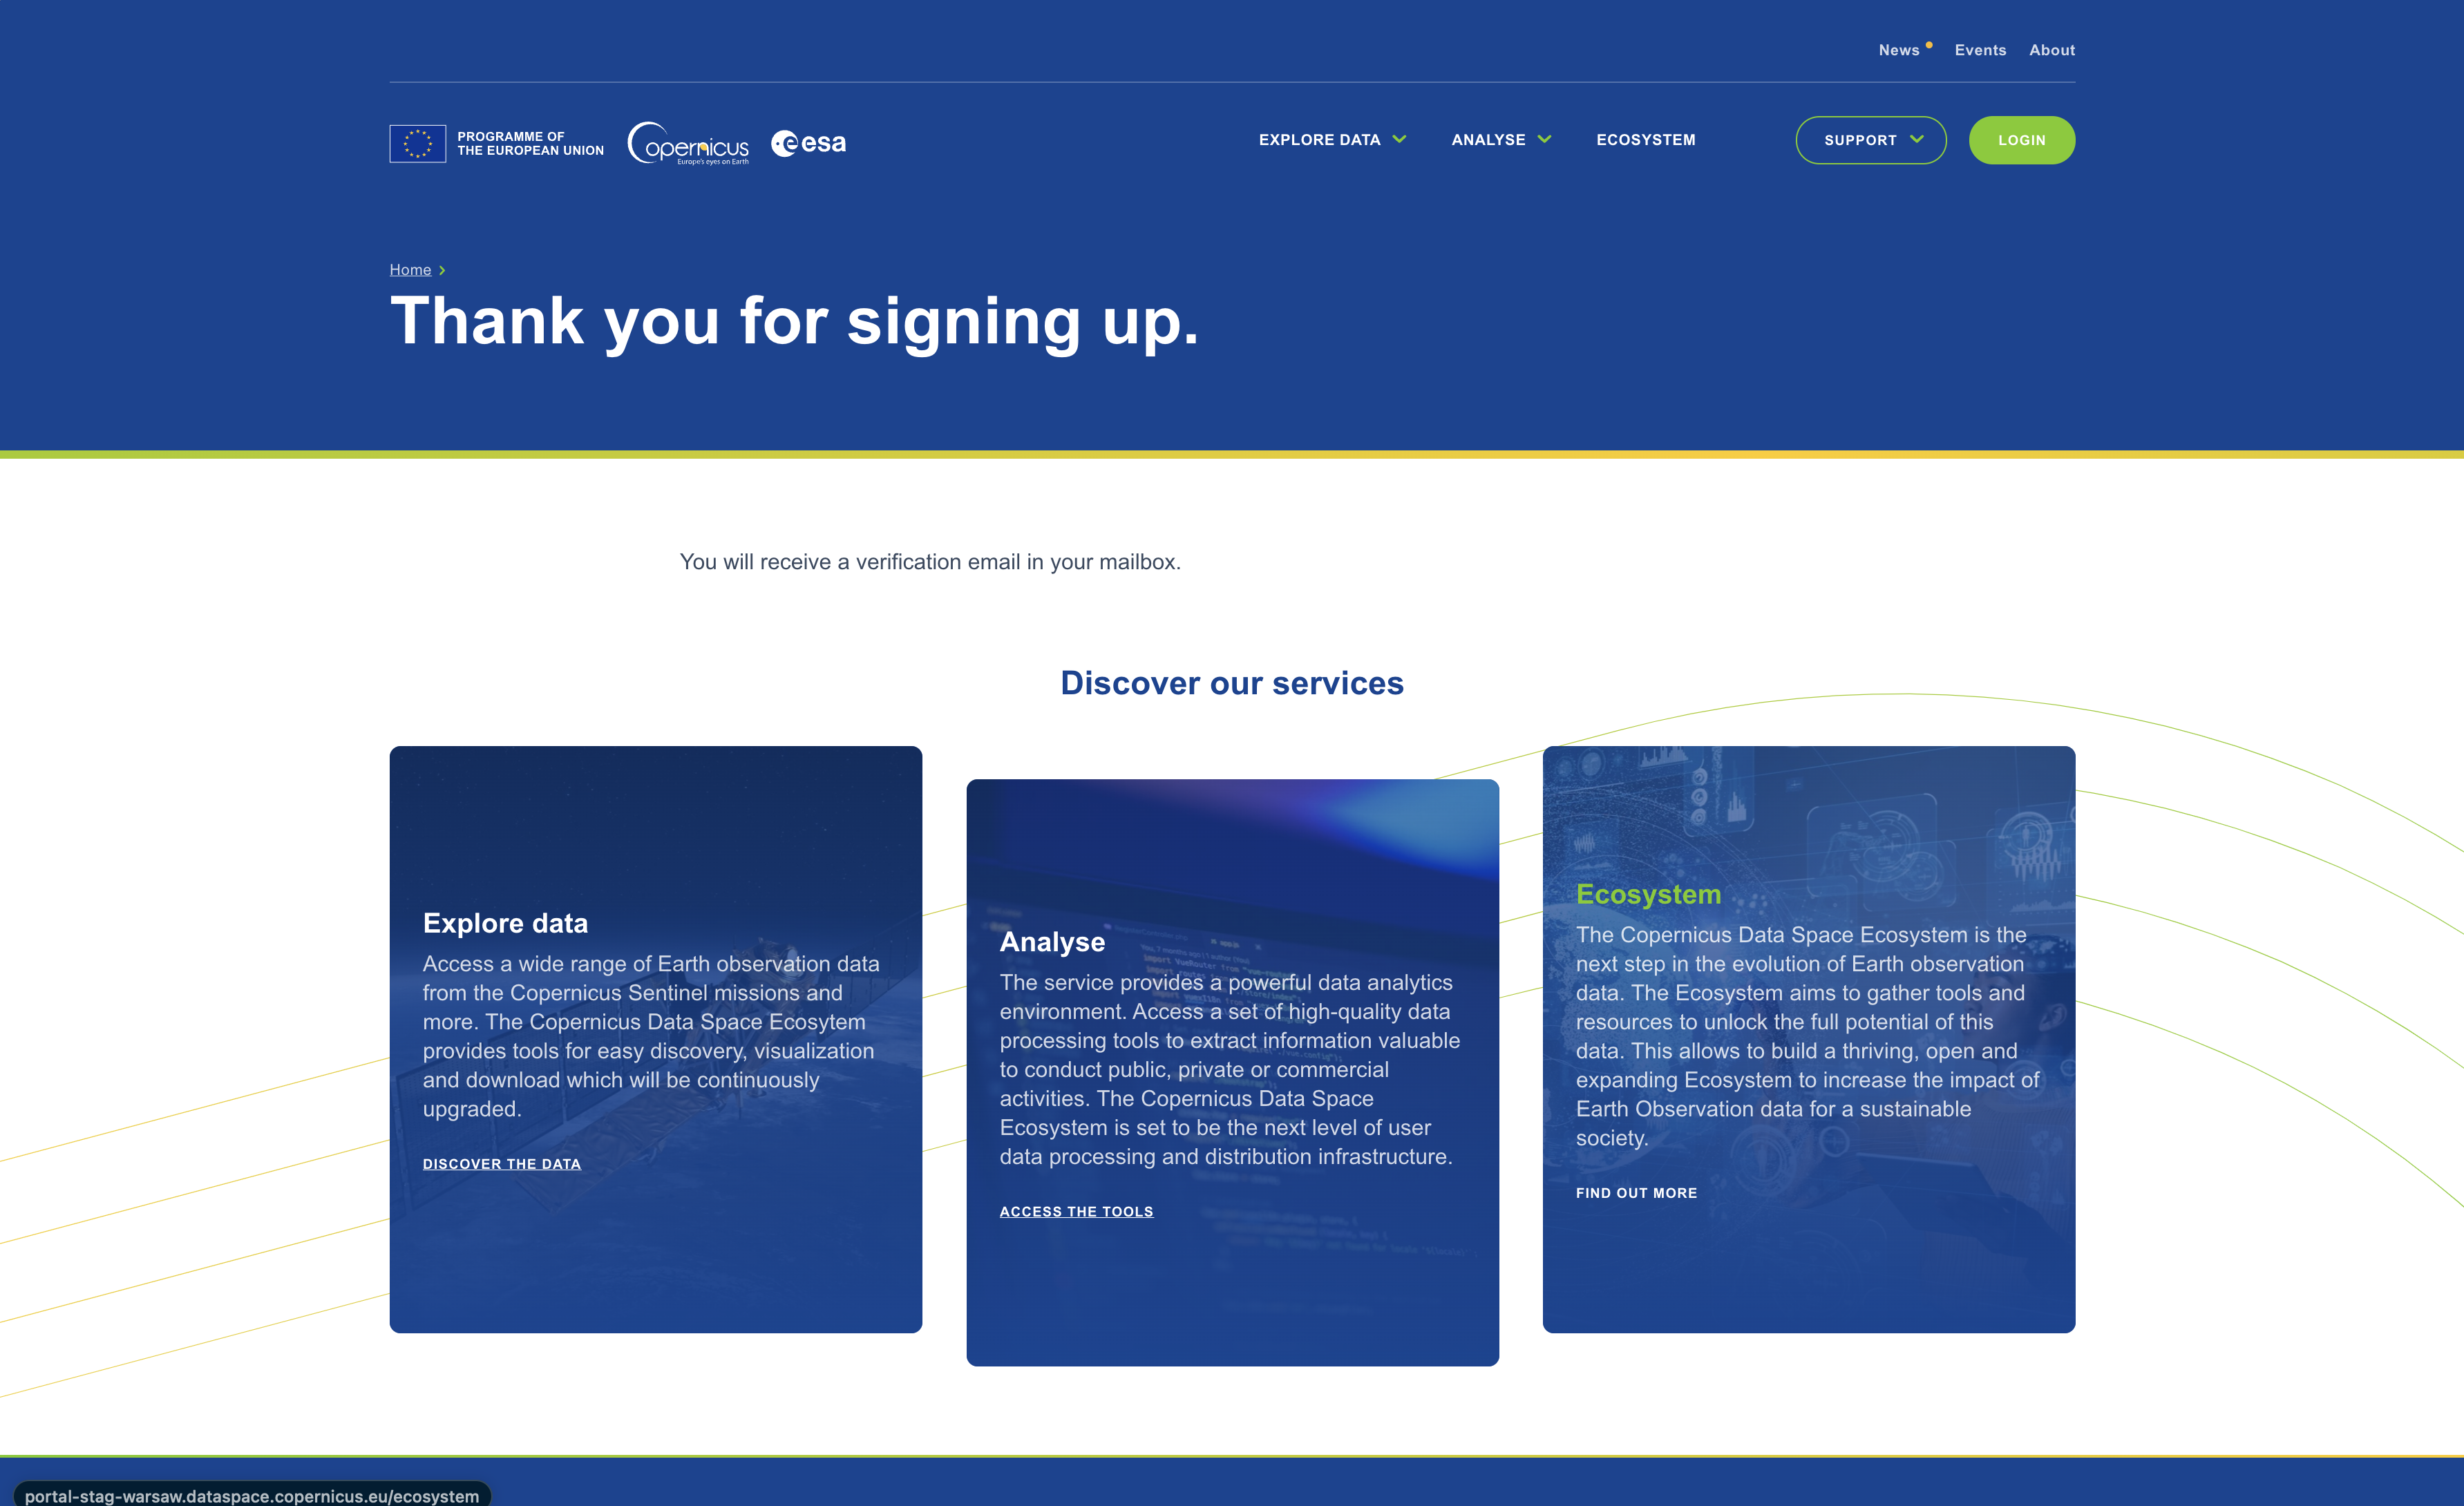 News
Events
About
PROGRAMME OF
THE EUROPEAN UNION
Copernicus
Europe's eyes on Earth
esa
EXPLORE DATA
ANALYSE
ECOSYSTEM
SUPPORT
LOGIN
Home
Thank you for signing up.
You will receive a verification email in your mailbox.
Discover our services
Explore data
Access a wide range of Earth observation data
from the Copernicus Sentinel missions and
more. The Copernicus Data Space Ecosytem
provides tools for easy discovery, visualization
and download which will be continuously
upgraded.
DISCOVER THE DATA
Analyse
The service provides a powerful data analytics
environment. Access a set of high-quality data
processing tools to extract information valuable
to conduct public, private or commercial
activities. The Copernicus Data Space
Ecosystem is set to be the next level of user
data processing and distribution infrastructure.
ACCESS THE TOOLS
Ecosystem
The Copernicus Data Space Ecosystem is the
next step in the evolution of Earth observation
data. The Ecosystem aims to gather tools and
resources to unlock the full potential of this
data. This allows to build a thriving, open and
expanding Ecosystem to increase the impact of
Earth Observation data for a sustainable
society.
FIND OUT MORE
portal-stag-warsaw.dataspace.copernicus.eu/ecosystem